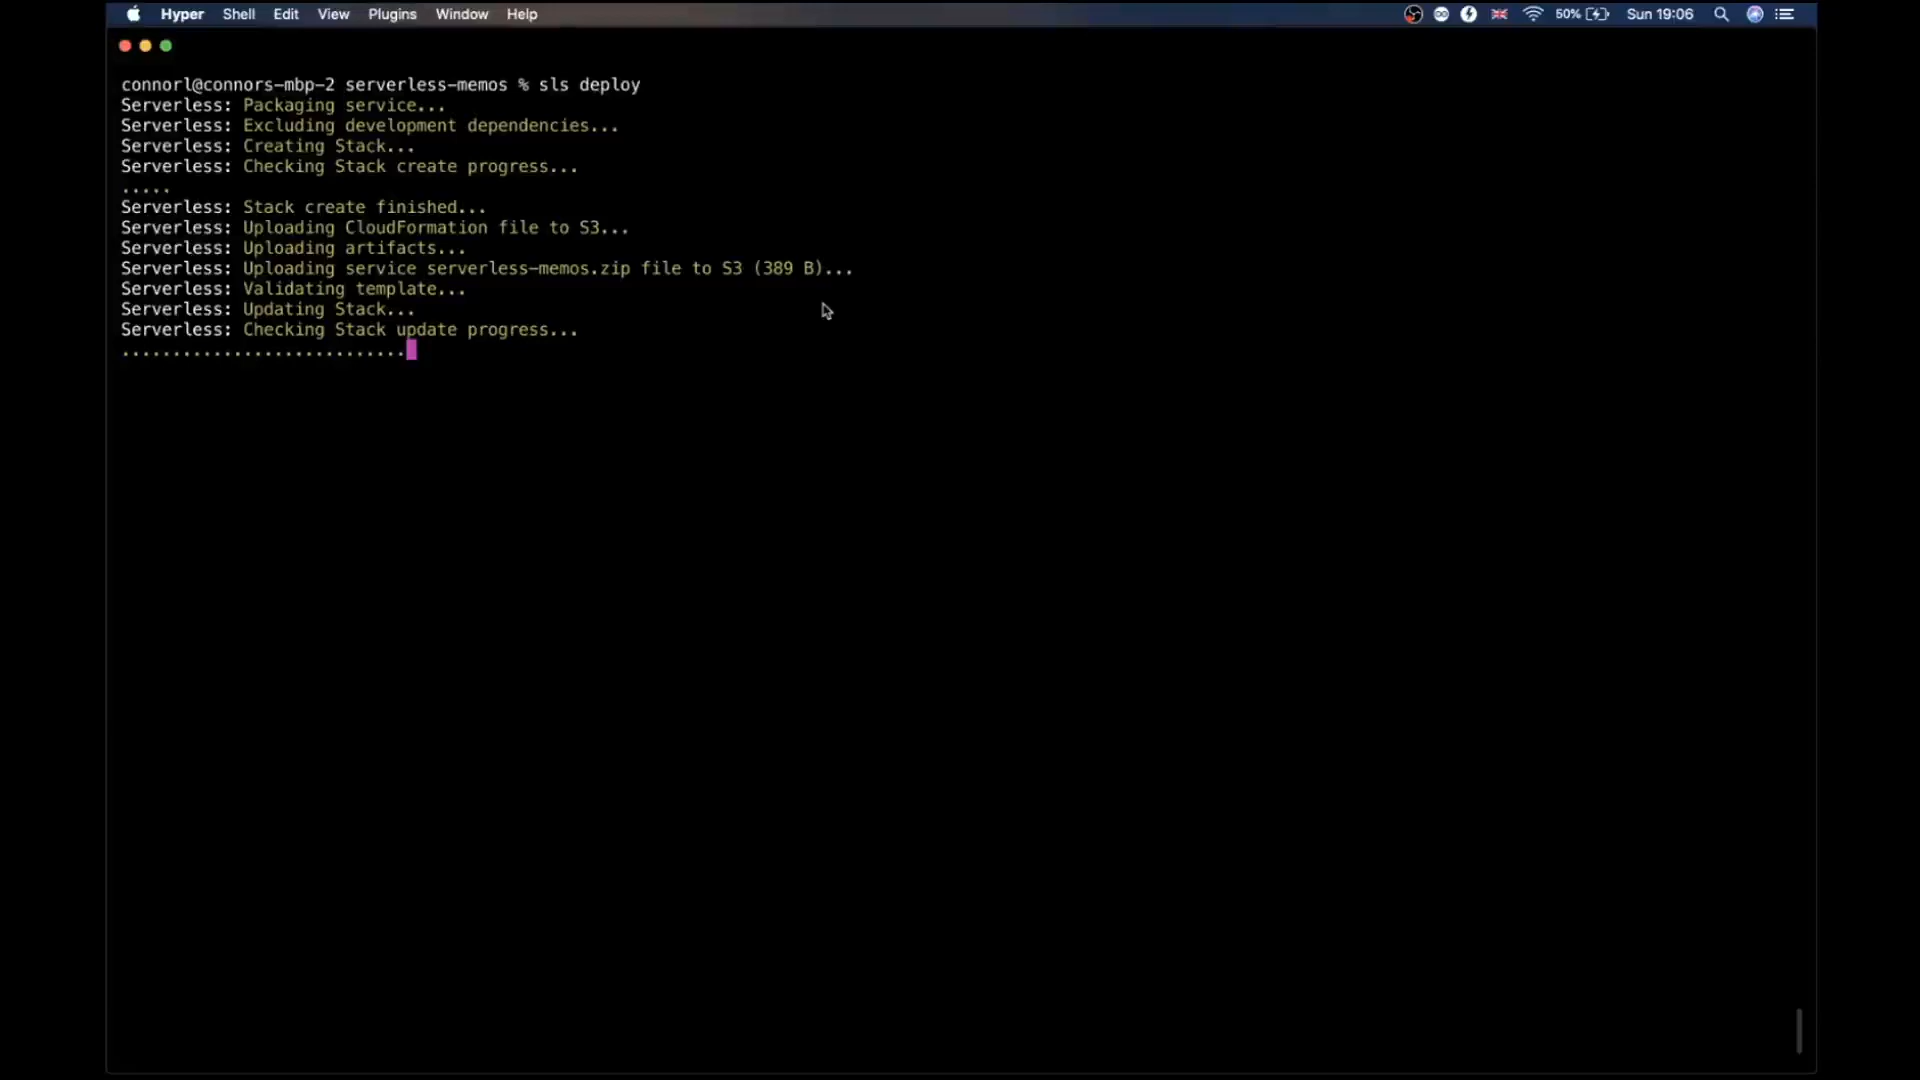 Hyper Shell Edit View Plugins Window Help 50% Sun 19:06
connorl@connors-mbp-2 serverless-memos % sls deploy
Serverless: Packaging service...
Serverless: Excluding development dependencies...
Serverless: Creating Stack...
Serverless: Checking Stack create progress...
.....
Serverless: Stack create finished...
Serverless: Uploading CloudFormation file to S3...
Serverless: Uploading artifacts...
Serverless: Uploading service serverless-memos.zip file to S3 (389 B)...
Serverless: Validating template...
Serverless: Updating Stack...
Serverless: Checking Stack update progress...
............................